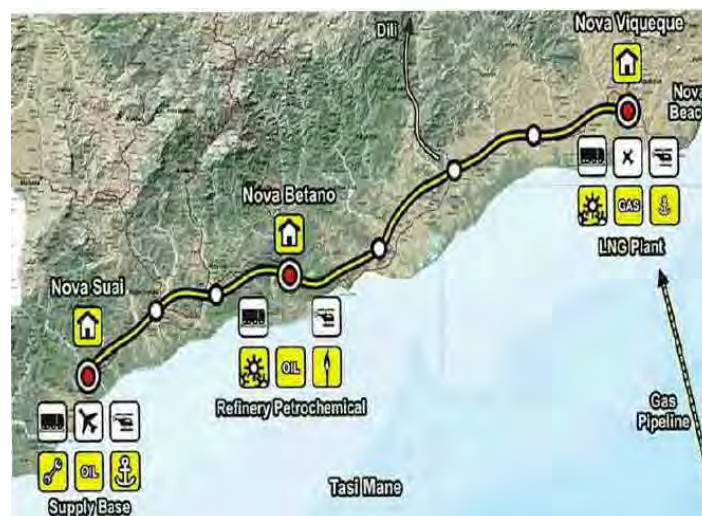 Dili
Nova Viqueque
Nova
Beac
Nova Betano
GAS
LNG Plant
Nova Suai
OIL
Refinery Petrochemical
Gas
Pipeline
OIL
Supply Base
Tasi Mane